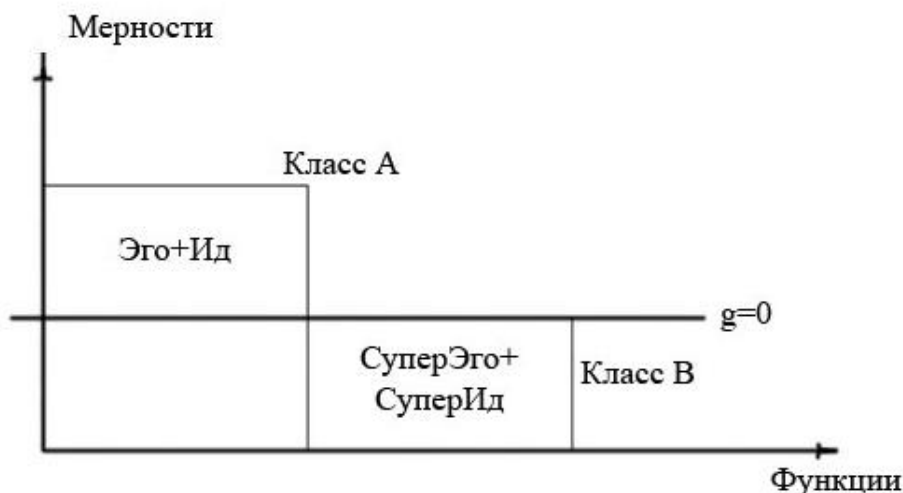 Мерности
Класс А
Эго+Ид
g=0
СуперЭго+
СуперИд
Класс В
Функции